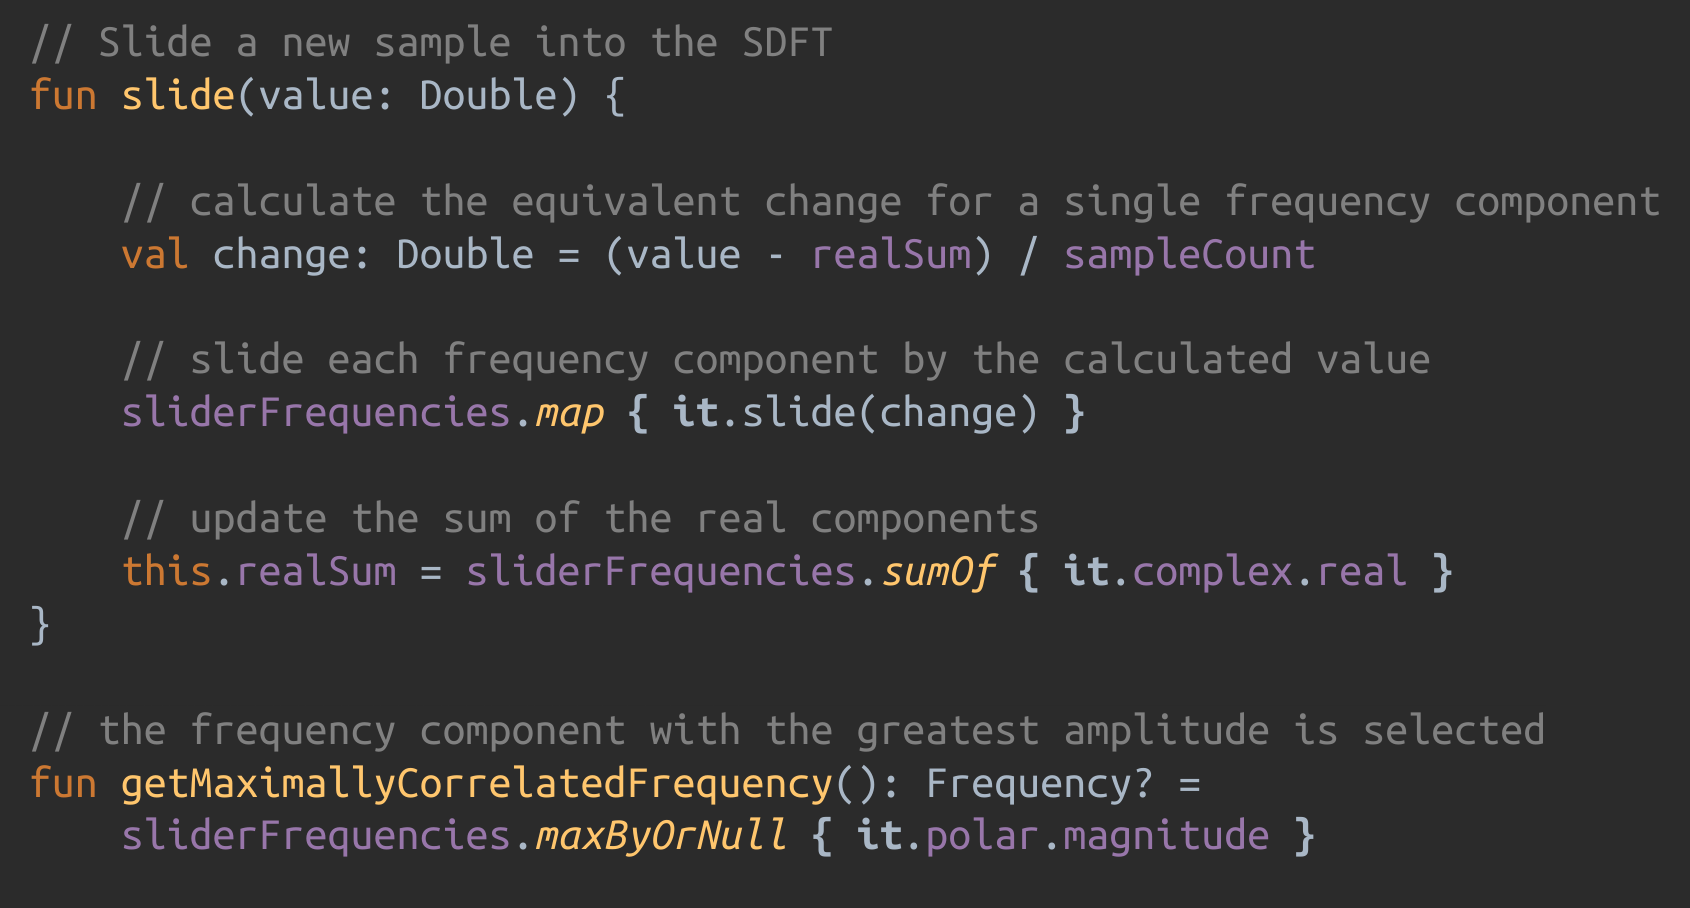 // Slide a new sample into the SDFT
fun slide(value: Double) {
// calculate the equivalent change for a single frequency component
val change: Double = (value - realSum) / sampleCount
// slide each frequency component by the calculated value
sliderFrequencies.map { it.slide(change) }
// update the sum of the real components
this.realSum = sliderFrequencies.sumOf { it.complex.real }
}
// the frequency component with the greatest amplitude is selected
fun getMaximallyCorrelatedFrequency(): Frequency? =
sliderFrequencies.maxByOrNull { it.polar.magnitude }